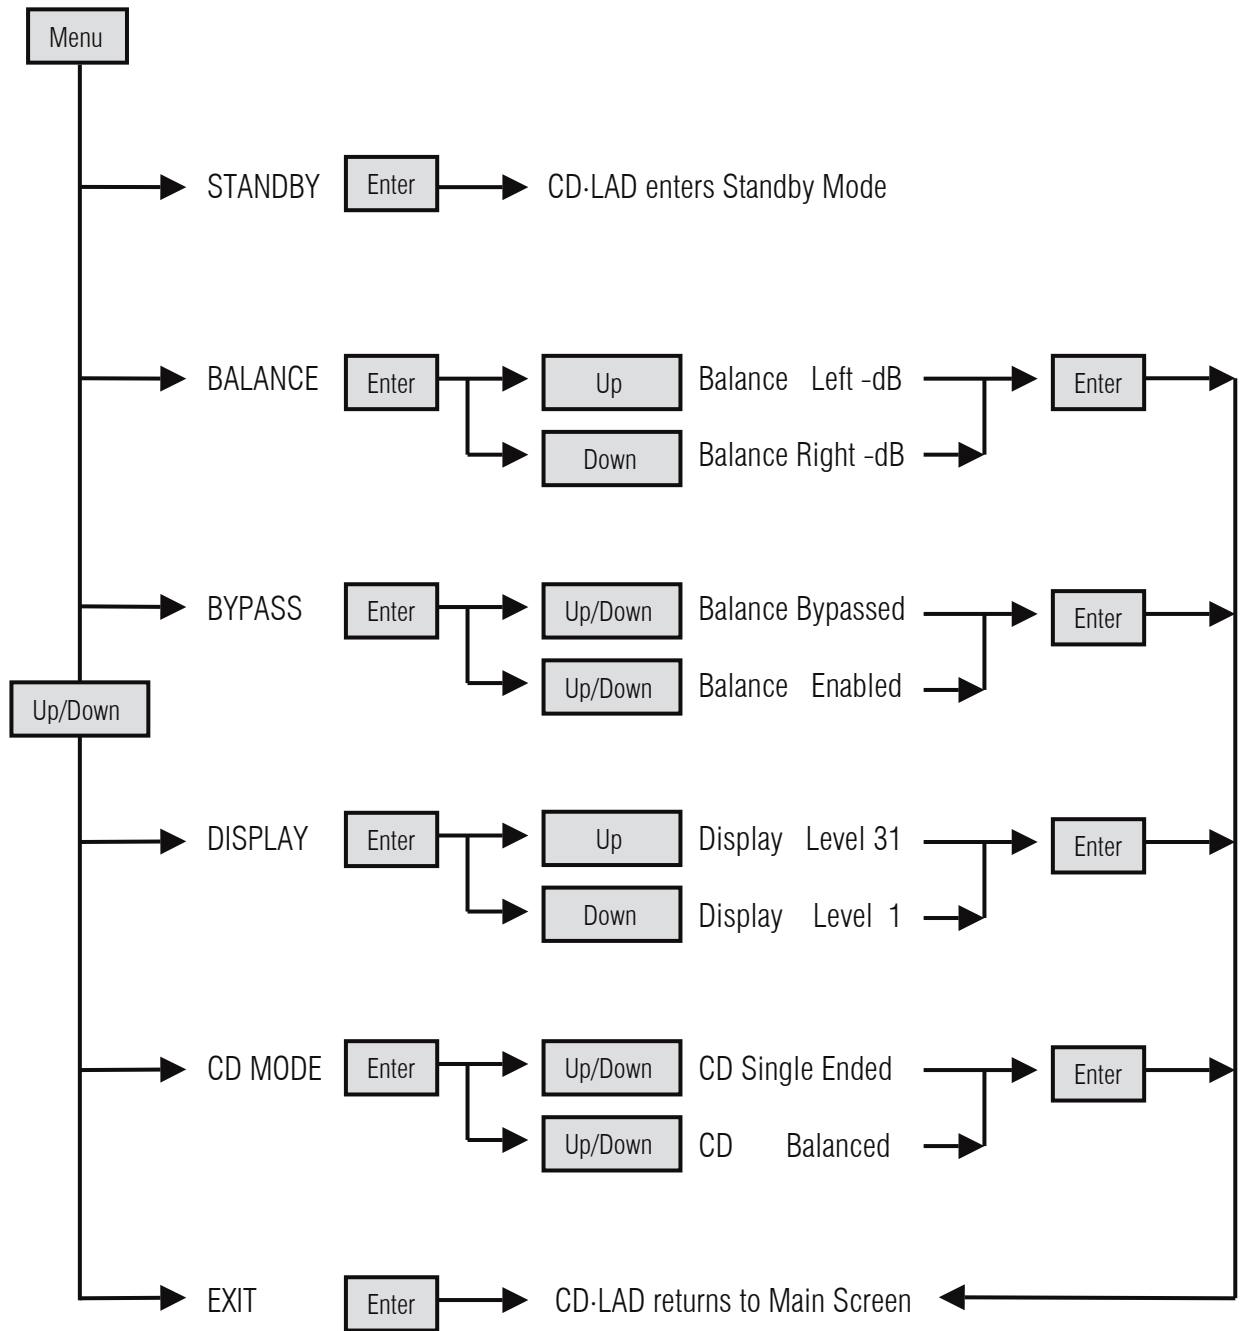 Menu
STANDBY Enter CD·LAD enters Standby Mode
BALANCE Enter Up Balance Left -dB Enter
Down Balance Right -dB
BYPASS Enter Up/Down Balance Bypassed Enter
Up/Down Balance Enabled
Up/Down
DISPLAY Enter Up Display Level 31 Enter
Down Display Level 1
CD MODE Enter Up/Down CD Single Ended Enter
Up/Down CD Balanced
EXIT Enter CD·LAD returns to Main Screen